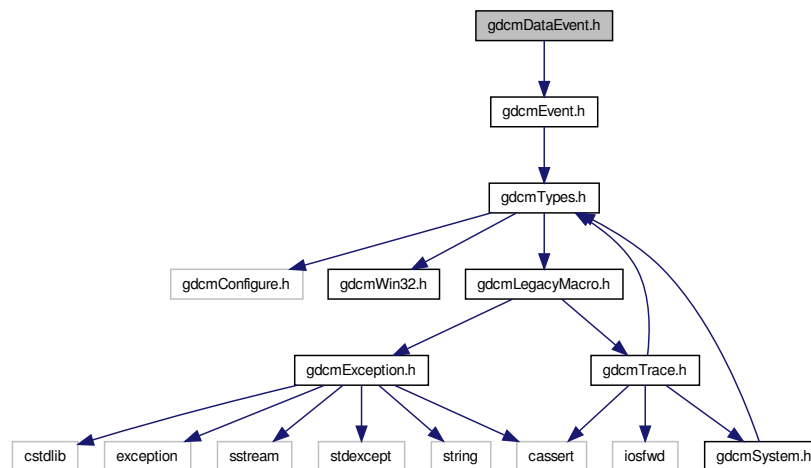 gdcmDataEvent.h
gdcmEvent.h
gdcmTypes.h
gdcmConfigure.h
gdcmWin32.h
gdcmLegacyMacro.h
gdcmException.h
gdcmTrace.h
cstdlib
exception
sstream
stdexcept
string
cassert
iosfwd
gdcmSystem.h